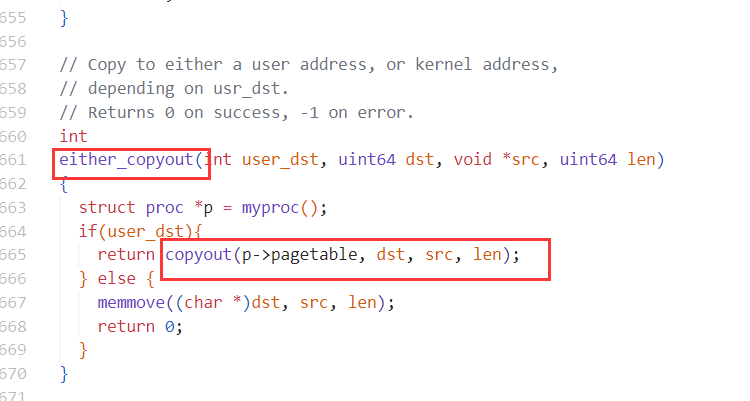 655 }
656
657 // Copy to either a user address, or kernel address,
658 // depending on usr_dst.
659 // Returns 0 on success, -1 on error.
660 int
661 either_copyout(int user_dst, uint64 dst, void *src, uint64 len)
662 {
663 struct proc *p = myproc();
664 if(user_dst){
665 return copyout(p->pagetable, dst, src, len);
666 } else {
667 memmove((char *)dst, src, len);
668 return 0;
669 }
670 }
671